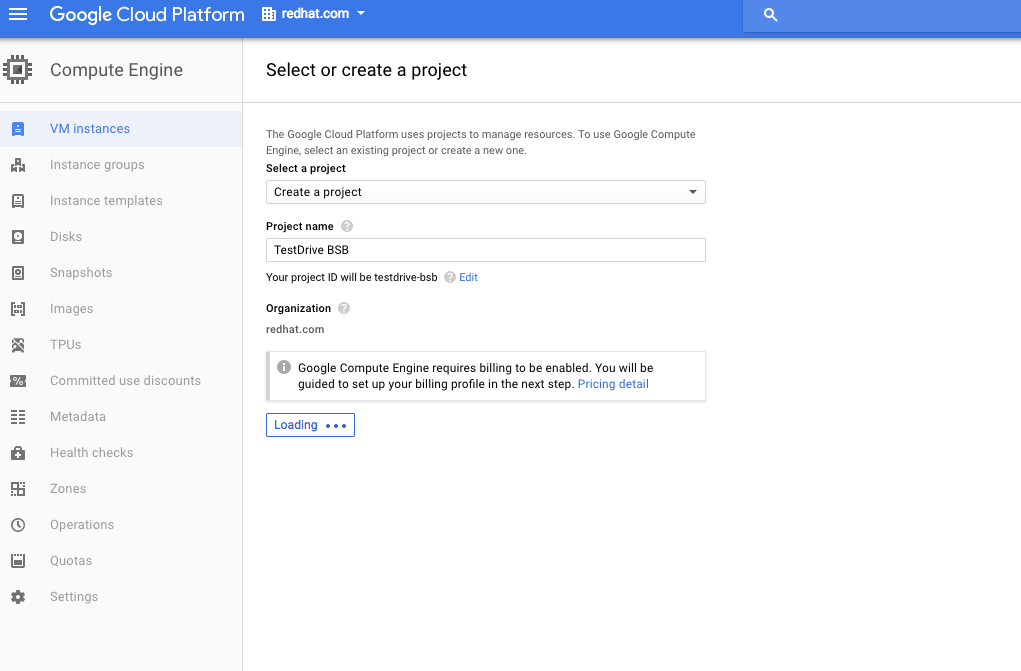 Google Cloud Platform redhat.com
Compute Engine
VM instances
Instance groups
Instance templates
Disks
Snapshots
Images
TPUs
Committed use discounts
Metadata
Health checks
Zones
Operations
Quotas
Settings
Select or create a project
The Google Cloud Platform uses projects to manage resources. To use Google Compute
Engine, select an existing project or create a new one.
Select a project
Create a project
Project name ?
TestDrive BSB
Your project ID will be testdrive-bsb ? Edit
Organization ?
redhat.com
Google Compute Engine requires billing to be enabled. You will be
guided to set up your billing profile in the next step. Pricing detail
Loading •••